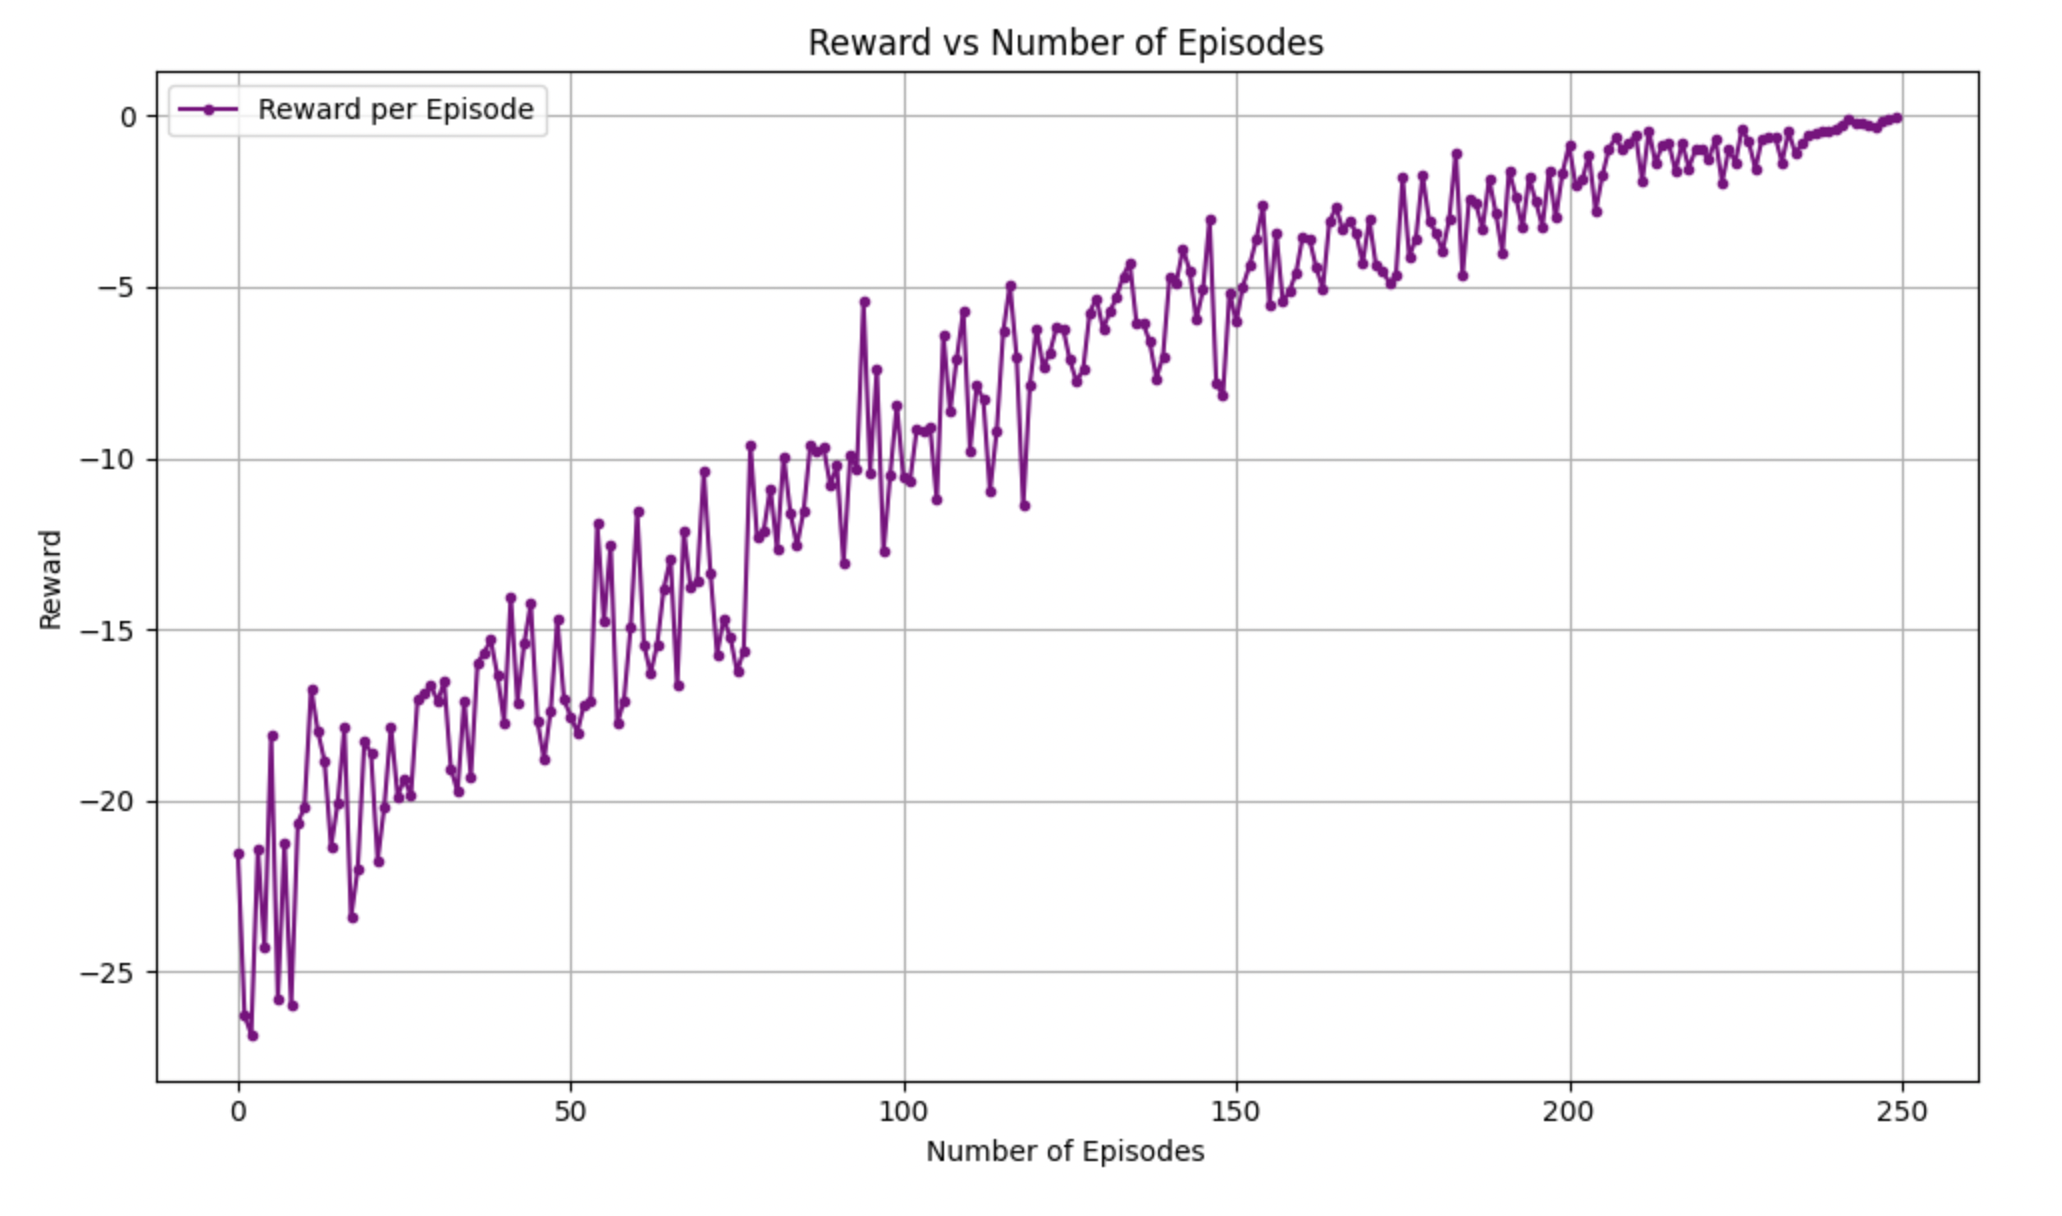 Reward vs Number of Episodes
Reward per Episode
0
−5
−10
−15
−20
−25
Reward
0 50 100 150 200 250
Number of Episodes